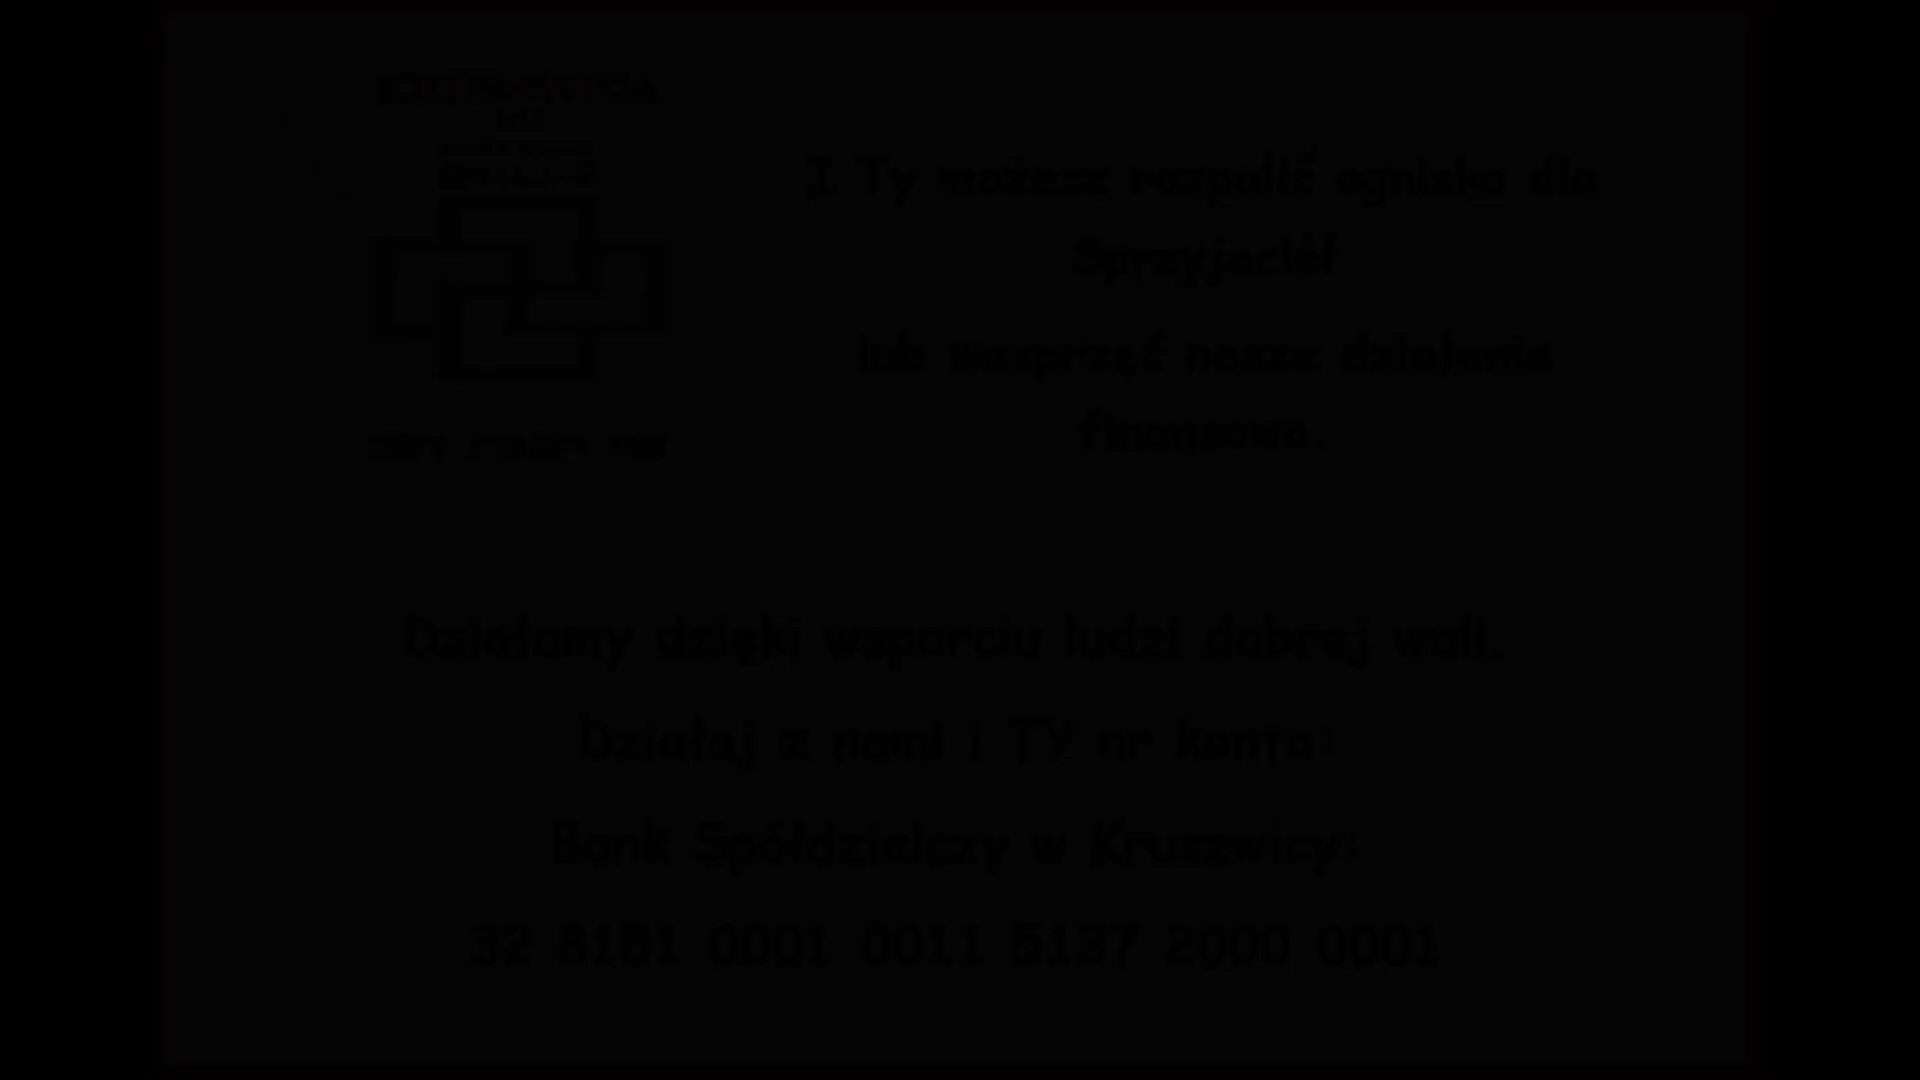 I Ty możesz rozpalić ognisko dla
Sprzyjaciół
lub wesprzeć nasze działanie
finansowo.
Działamy dzięki wsparciu ludzi dobrej woli.
Działaj z nami i TY nr konta:
Bank Spółdzielczy w Kruszwicy:
32 8151 0001 0011 5137 2000 0001